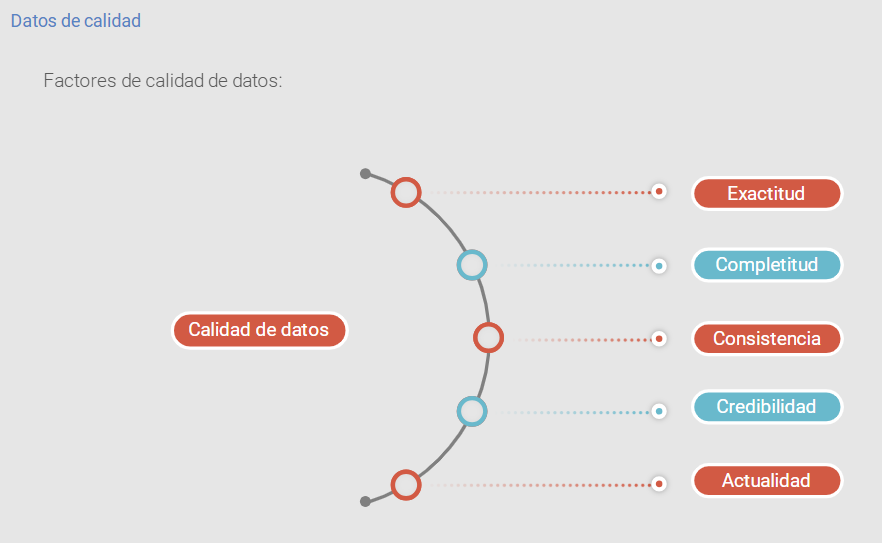 Datos de calidad
Factores de calidad de datos:
Exactitud
Completitud
Calidad de datos
Consistencia
Credibilidad
Actualidad